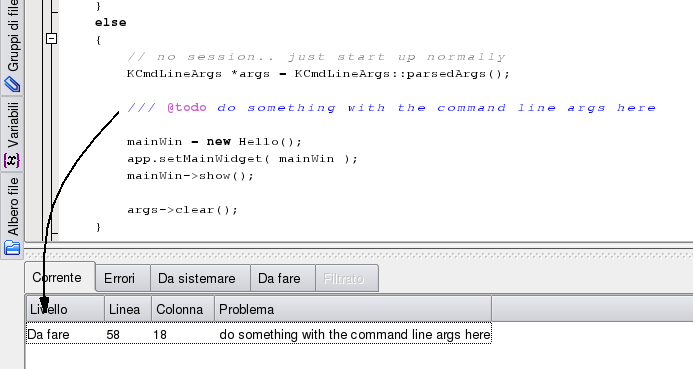 }
else
{
// no session.. just start up normally
KCmdLineArgs *args = KCmdLineArgs::parsedArgs();
/// @todo do something with the command line args here
mainWin = new Hello();
app.setMainWidget( mainWin );
mainWin->show();
args->clear();
}
Gruppi di file
Variabili
Albero file
Corrente Errori Da sistemare Da fare Filtrato
Livello Linea Colonna Problema
Da fare 58 18 do something with the command line args here